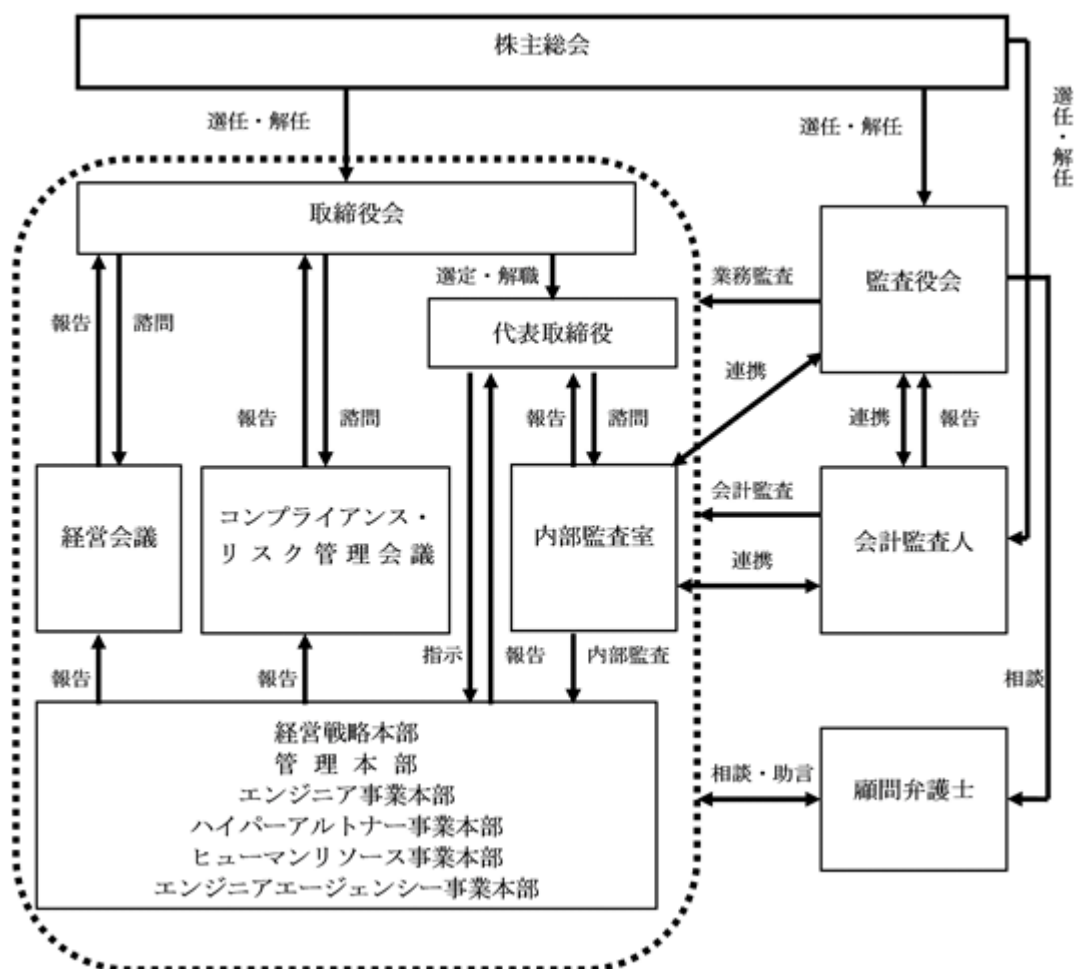 株主総会
選任・解任
選任・解任
選任・解任
取締役会
監査役会
選定・解職
業務監査
報告
諮問
代表取締役
連携
報告
諮問
報告
諮問
連携
報告
経営会議
コンプライアンス・
リスク管理会議
内部監査室
会計監査
会計監査人
連携
報告
報告
指示
報告
内部監査
相談
経営戦略本部
管理本部
エンジニア事業本部
ハイパーアルトナー事業本部
ヒューマンリソース事業本部
エンジニアエージェンシー事業本部
相談・助言
顧問弁護士